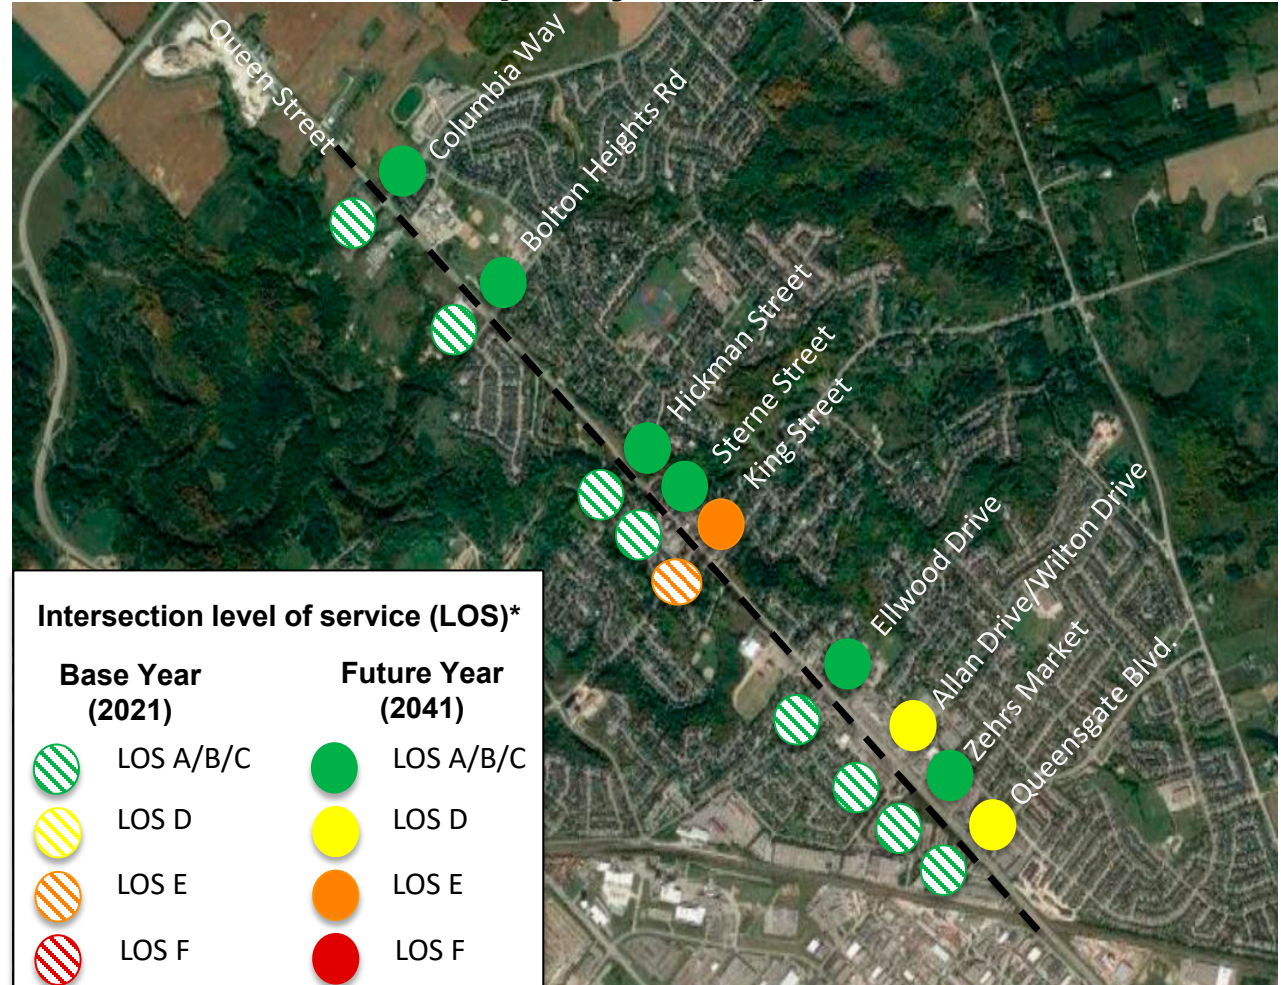 Queen Street
Columbia Way
Bolton Heights Rd
Hickman Street
Sterne Street
King Street
Ellwood Drive
Allan Drive/Wilton Drive
Zehrs Market
Queensgate Blvd.
Intersection level of service (LOS)*
Base Year
(2021)
Future Year
(2041)
LOS A/B/C
LOS A/B/C
LOS D
LOS D
LOS E
LOS E
LOS F
LOS F